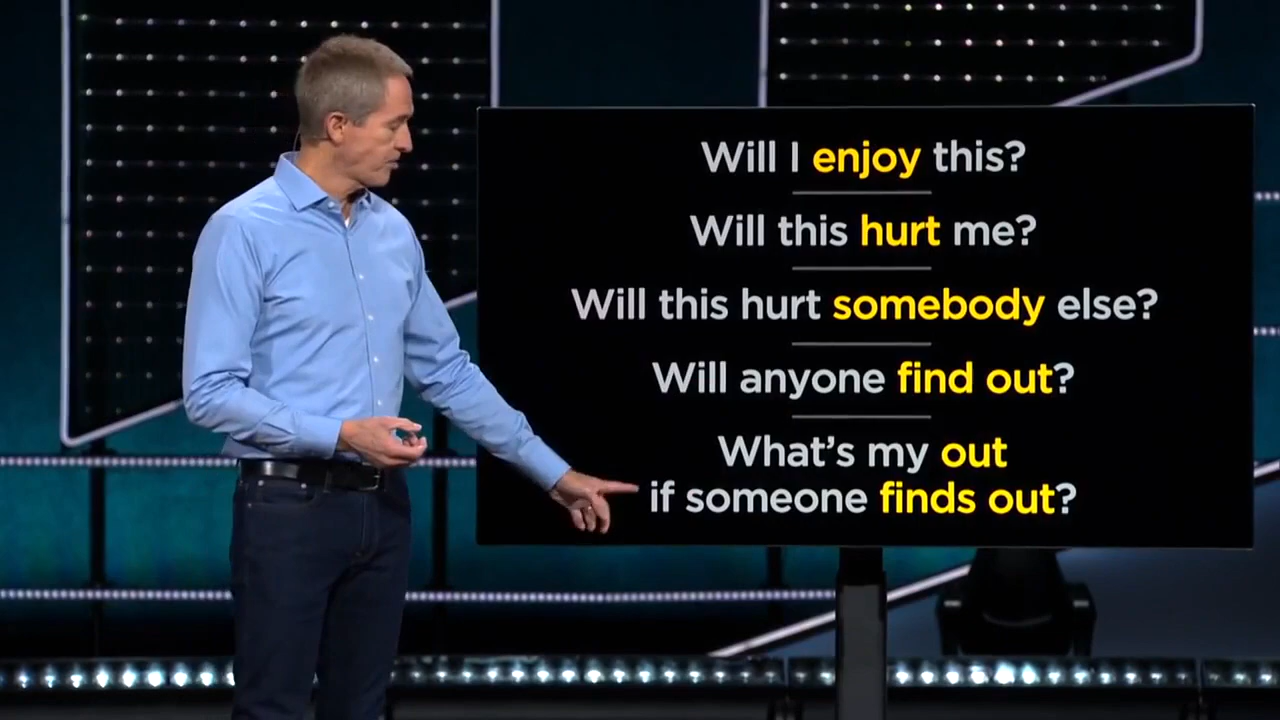 Will I enjoy this?
Will this hurt me?
Will this hurt somebody else?
Will anyone find out?
What's my out
if someone finds out?